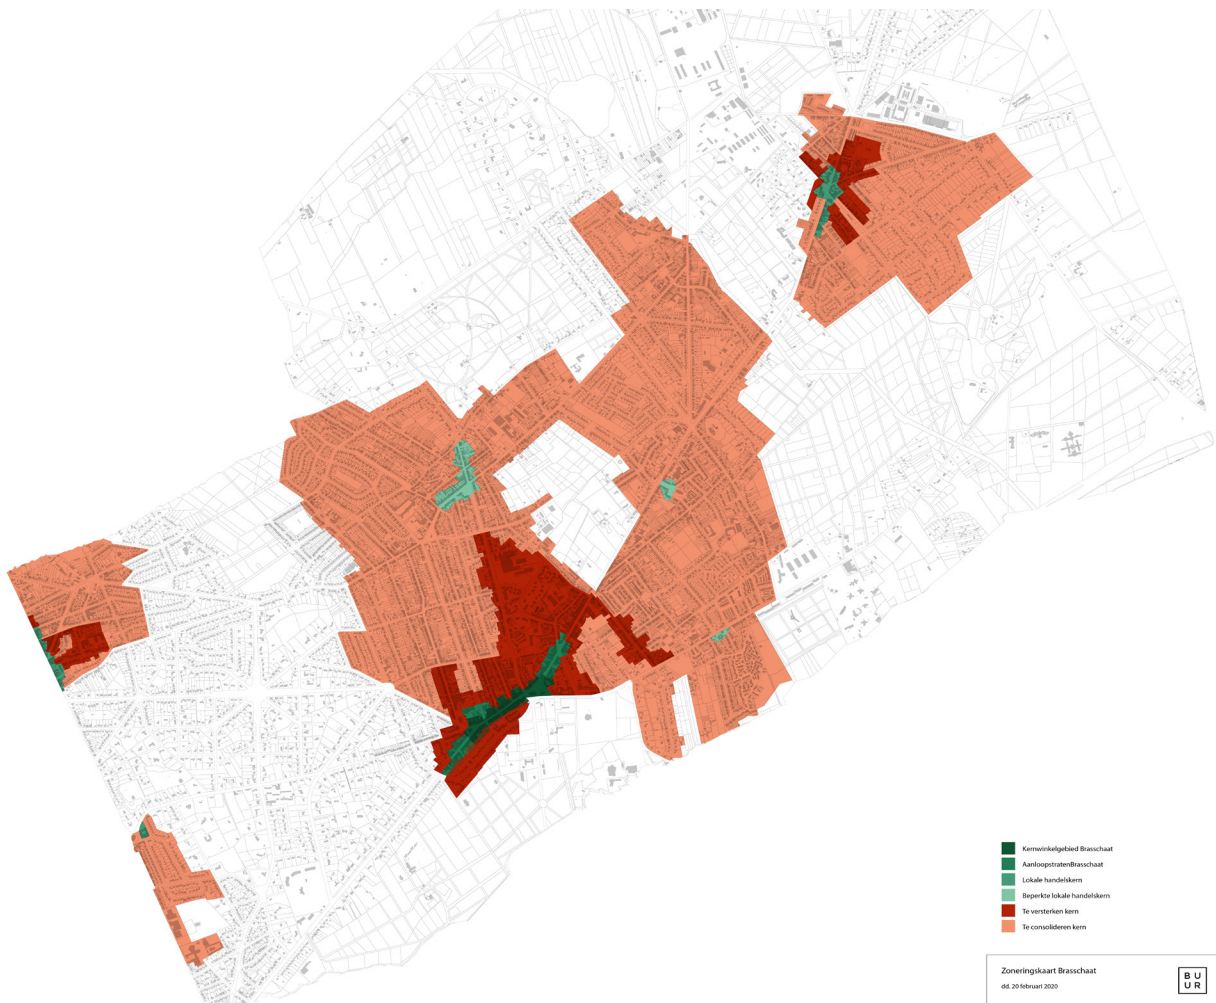 Kernwinkelgebied Brasschaat
AanloopstratenBrasschaat
Lokale handelskern
Beperkte lokale handelskern
Te versterken kern
Te consolideren kern
Zoneringskaart Brasschaat
dd. 20 februari 2020
B U
U R